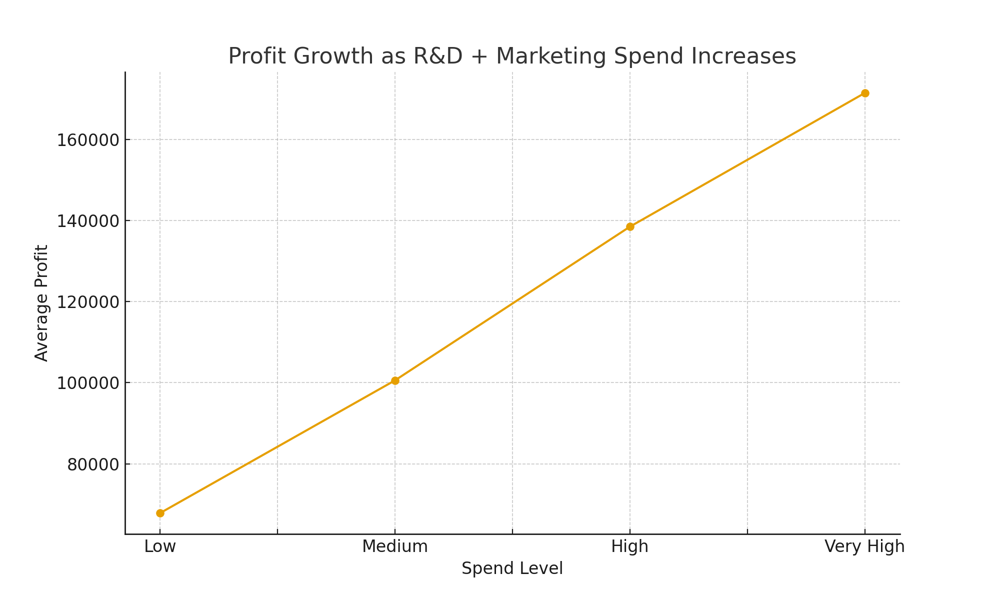 Profit Growth as R&D + Marketing Spend Increases
160000
140000
120000
100000
80000
Average Profit
Low Medium High Very High
Spend Level